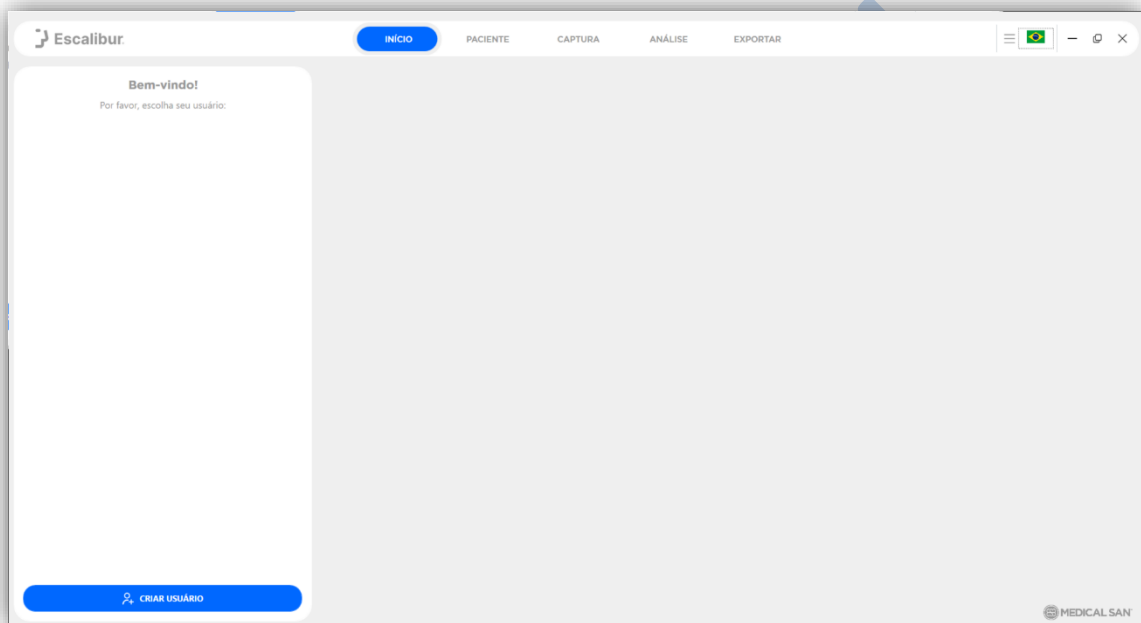 Escalibur
INÍCIO PACIENTE CAPTURA ANÁLISE EXPORTAR
Bem-vindo!
Por favor, escolha seu usuário:
CRIAR USUÁRIO
MEDICAL SAN